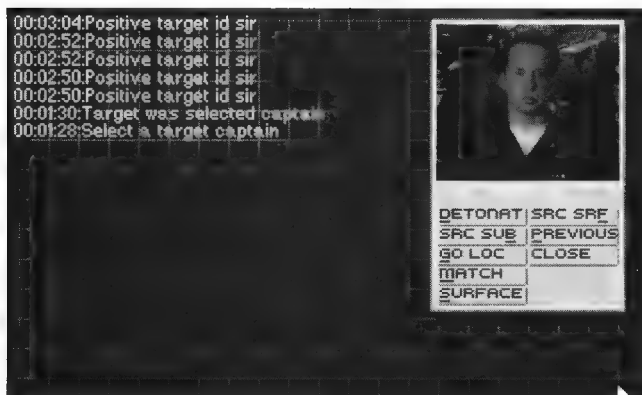 00:03:04:Positive target id sir
00:02:52:Positive target id sir
00:02:52:Positive target id sir
00:02:50:Positive target id sir
00:02:50:Positive target id sir
00:01:30:Target was selected captain
00:01:28:Select a target captain
DETONAT SRC SRF
SRC SUB PREVIOUS
GO LOC CLOSE
MATCH
SURFACE